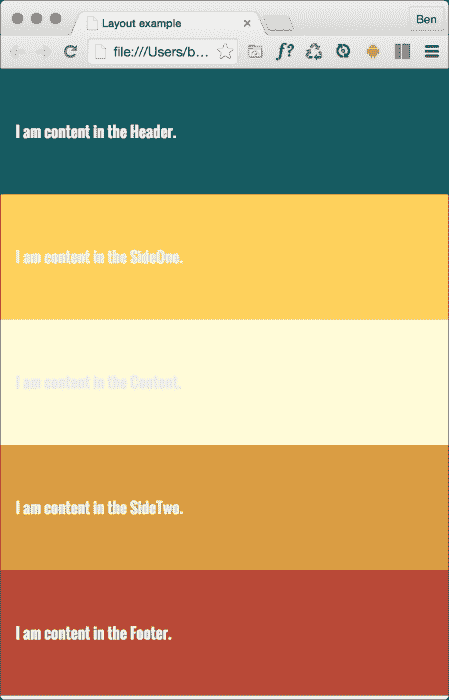 Layout example
Ben
file:///Users/b...
f?
I am content in the Header.
I am content in the SideOne.
I am content in the Content.
I am content in the SideTwo.
I am content in the Footer.